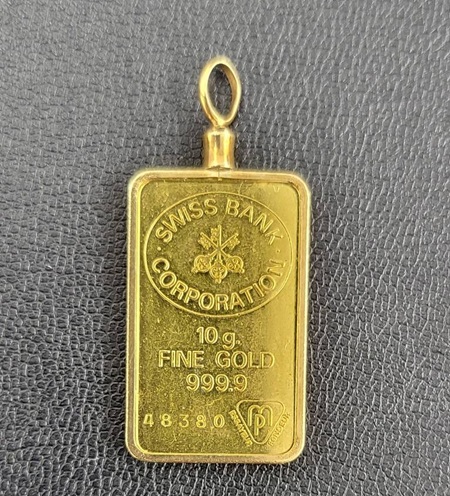 SWISS BANK
CORPORATION
10 g.
FINE GOLD
999.9
48380